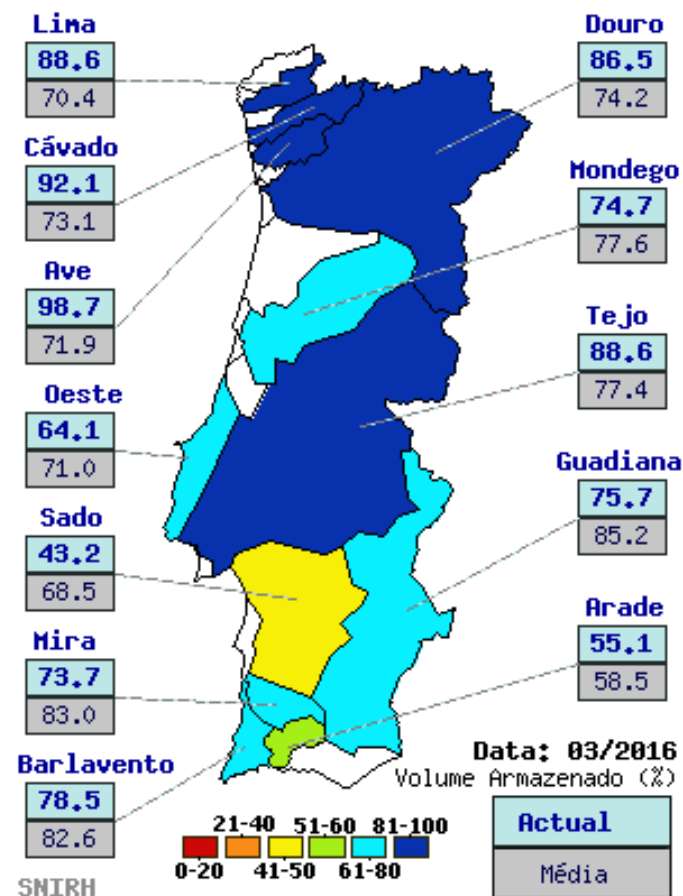 Lima
88.6
70.4
Douro
86.5
74.2
Cávado
92.1
73.1
Mondego
74.7
77.6
Ave
98.7
71.9
Tejo
88.6
77.4
Oeste
64.1
71.0
Guadiana
75.7
85.2
Sado
43.2
68.5
Arade
55.1
58.5
Mira
73.7
83.0
Barlavento
78.5
82.6
Data: 03/2016
Volume Armazenado (%)
Actual
Média
21-40 51-60 81-100
0-20 41-50 61-80
SNIRH